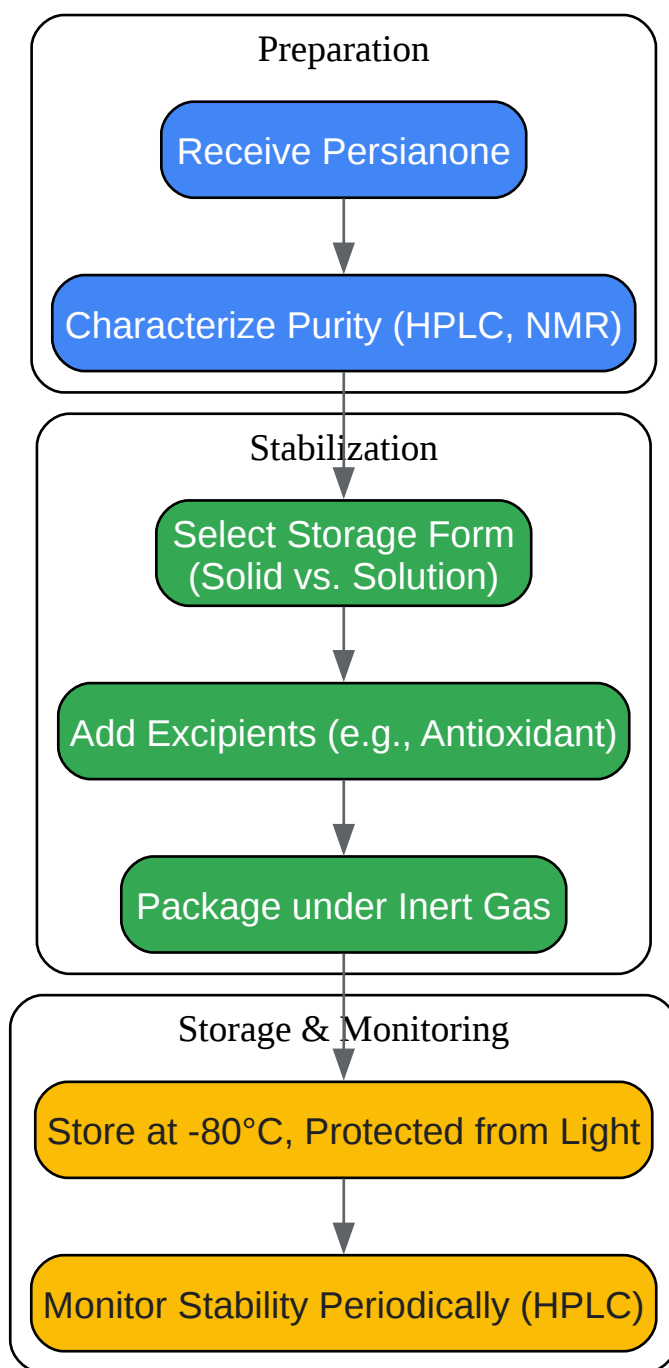 Preparation
Receive Persianone
Characterize Purity (HPLC, NMR)
Stabilization
Select Storage Form
(Solid vs. Solution)
Add Excipients (e.g., Antioxidant)
Package under Inert Gas
Storage & Monitoring
Store at -80°C, Protected from Light
Monitor Stability Periodically (HPLC)